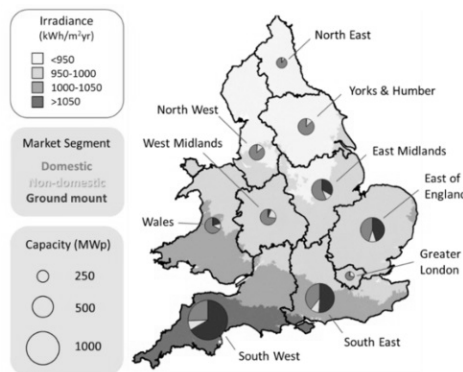 Irradiance
(kWh/m²yr)
<950
950-1000
1000-1050
>1050
Market Segment
Domestic
Non-domestic
Ground mount
Capacity (MWp)
250
500
1000
North East
Yorks & Humber
North West
West Midlands
East Midlands
East of
England
Wales
Greater
London
South East
South West